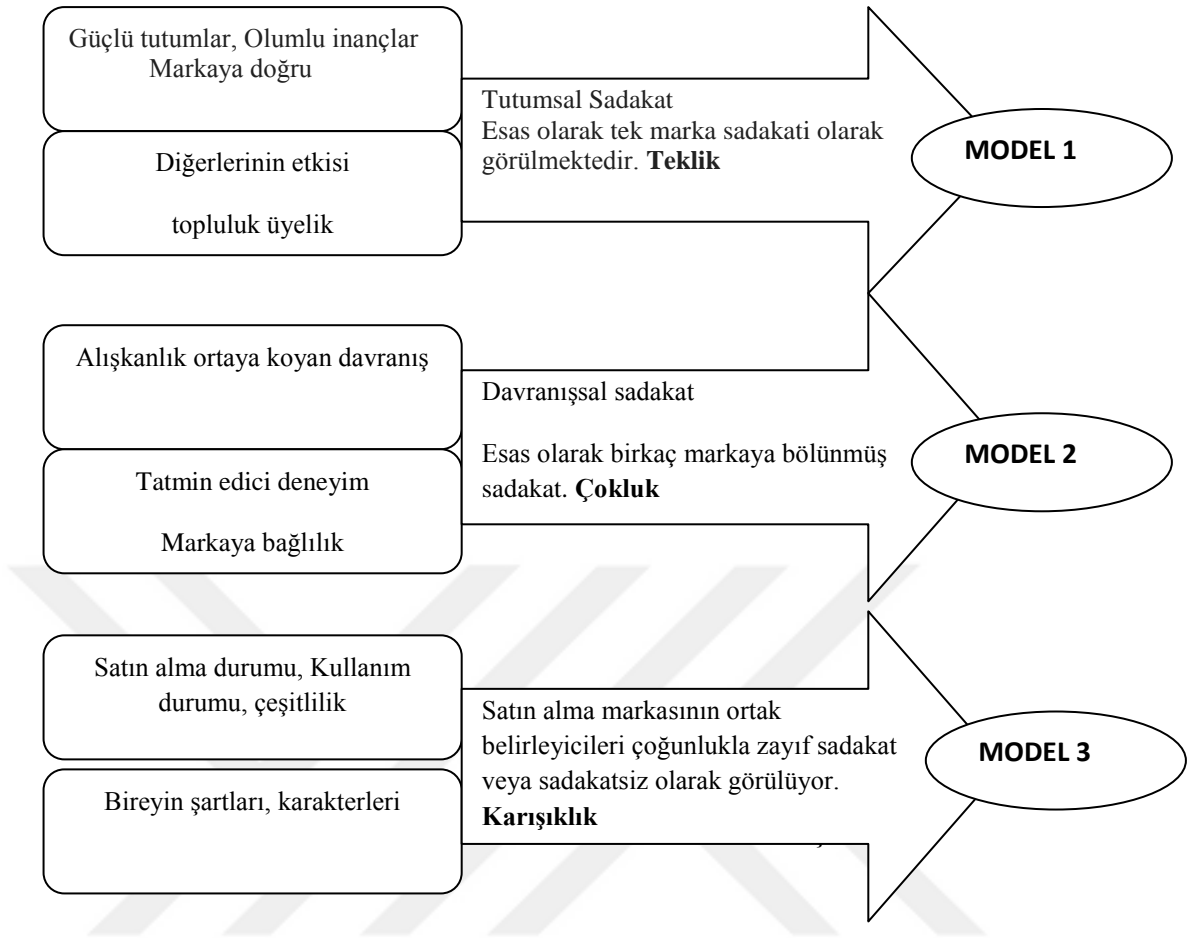 Güçlü tutumlar, Olumlu inançlar
Markaya doğru
Diğerlerinin etkisi
topluluk üyelik
Tutumsal Sadakat
Esas olarak tek marka sadakati olarak
görülmektedir. Teklik
MODEL 1
Alışkanlık ortaya koyan davranış
Tatmin edici deneyim
Markaya bağlılık
Davranışsal sadakat
Esas olarak birkaç markaya bölünmüş
sadakat. Çokluk
MODEL 2
Satın alma durumu, Kullanım
durumu, çeşitlilik
Bireyin şartları, karakterleri
Satın alma markasının ortak
belirleyicileri çoğunlukla zayıf sadakat
veya sadakatsiz olarak görülüyor.
Karışıklık
MODEL 3